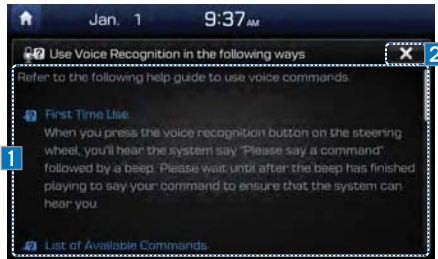 Jan. 1 9:37 AM
Use Voice Recognition in the following ways
2
Refer to the following help guide to use voice commands.
First Time Use
When you press the voice recognition button on the steering
wheel, you'll hear the system say "Please say a command"
1
followed by a beep. Please wait until after the beep has finished
playing to say your command to ensure that the system can
hear you.
List of Available Commands